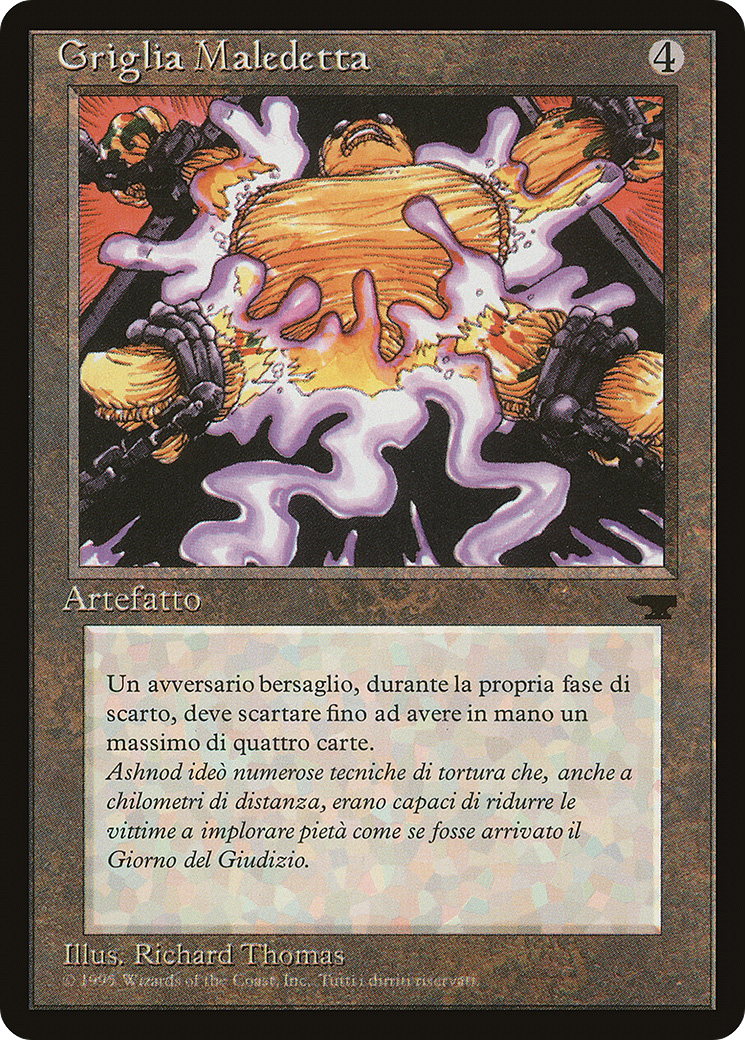 Griglia Maledetta 4
Artefatto
Un avversario bersaglio, durante la propria fase di
scarto, deve scartare fino ad avere in mano un
massimo di quattro carte.
Ashnod ideò numerose tecniche di tortura che, anche a
chilometri di distanza, erano capaci di ridurre le
vittime a implorare pietà come se fosse arrivato il
Giorno del Giudizio.
Illus. Richard Thomas
© 1995 Wizards of the Coast, Inc. Tutti i diritti riservati.